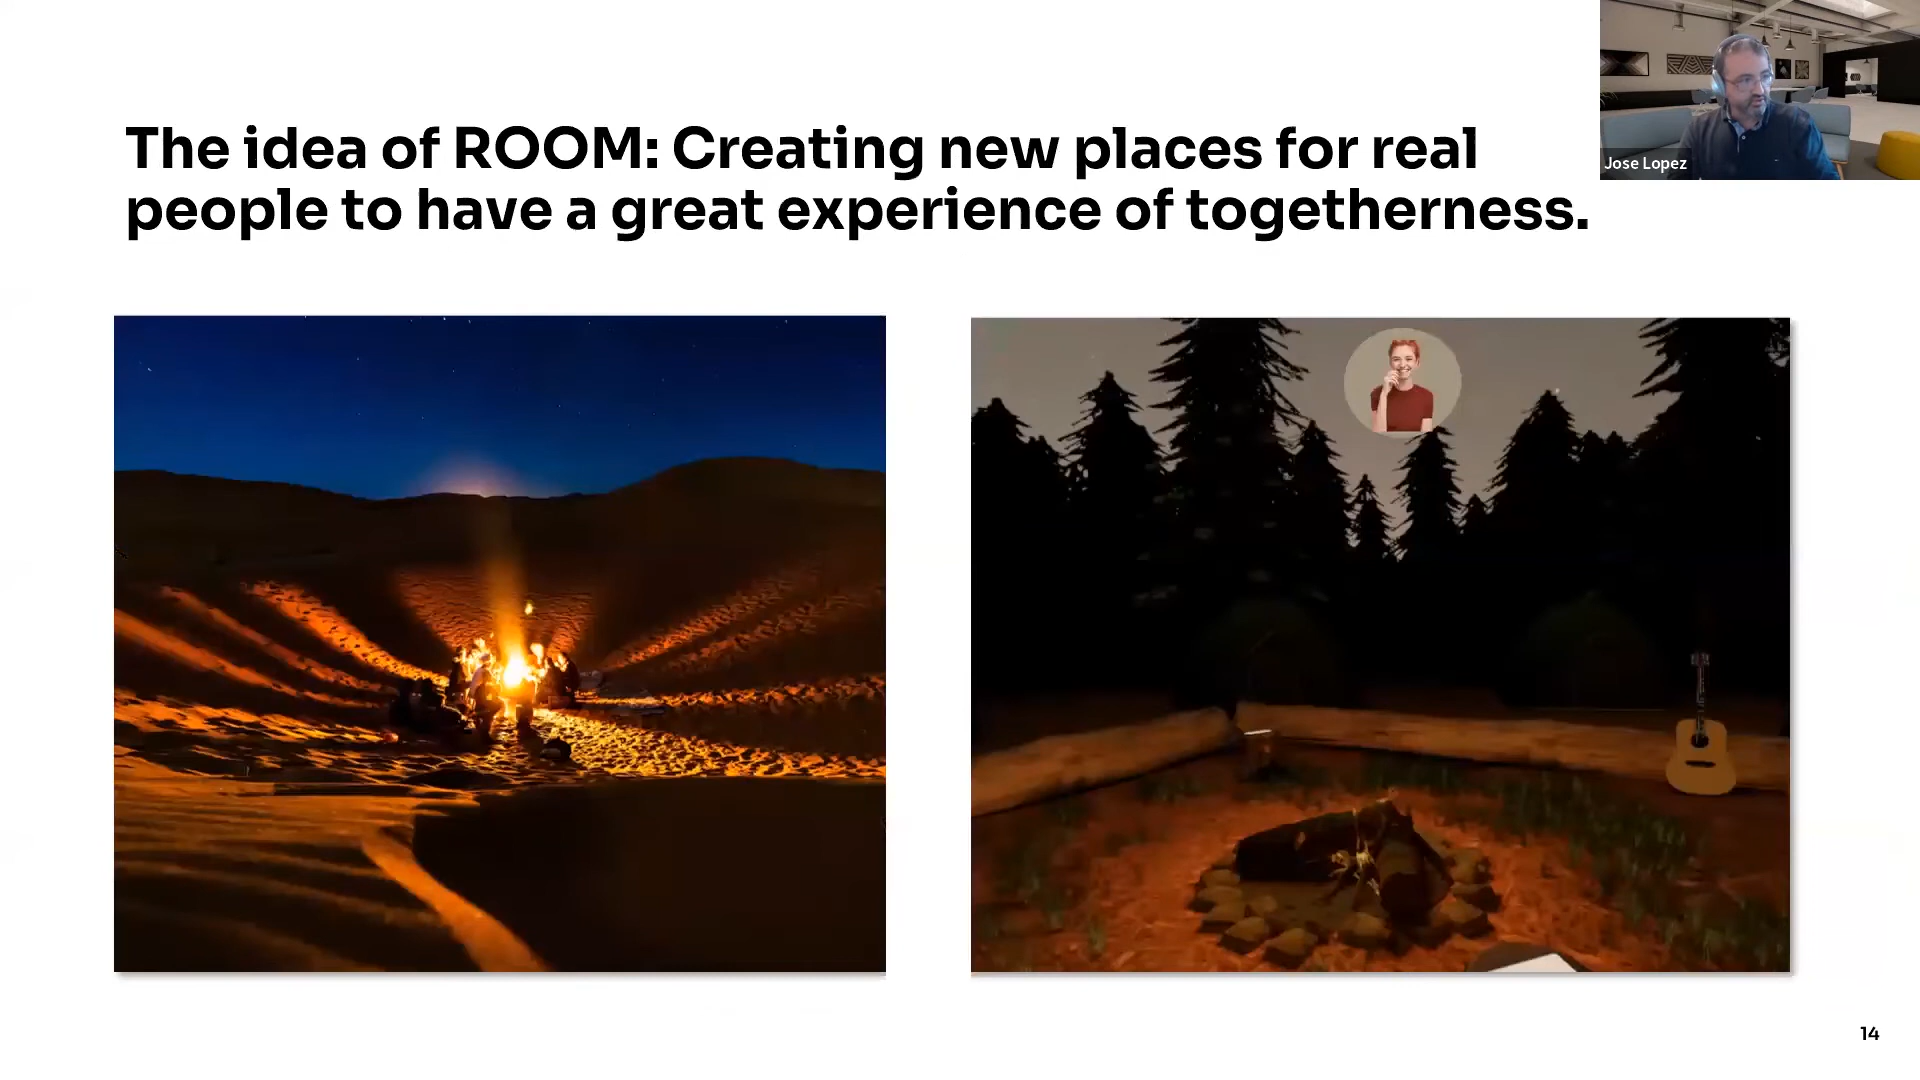 The idea of ROOM: Creating new places for real
people to have a great experience of togetherness.
Jose Lopez
14